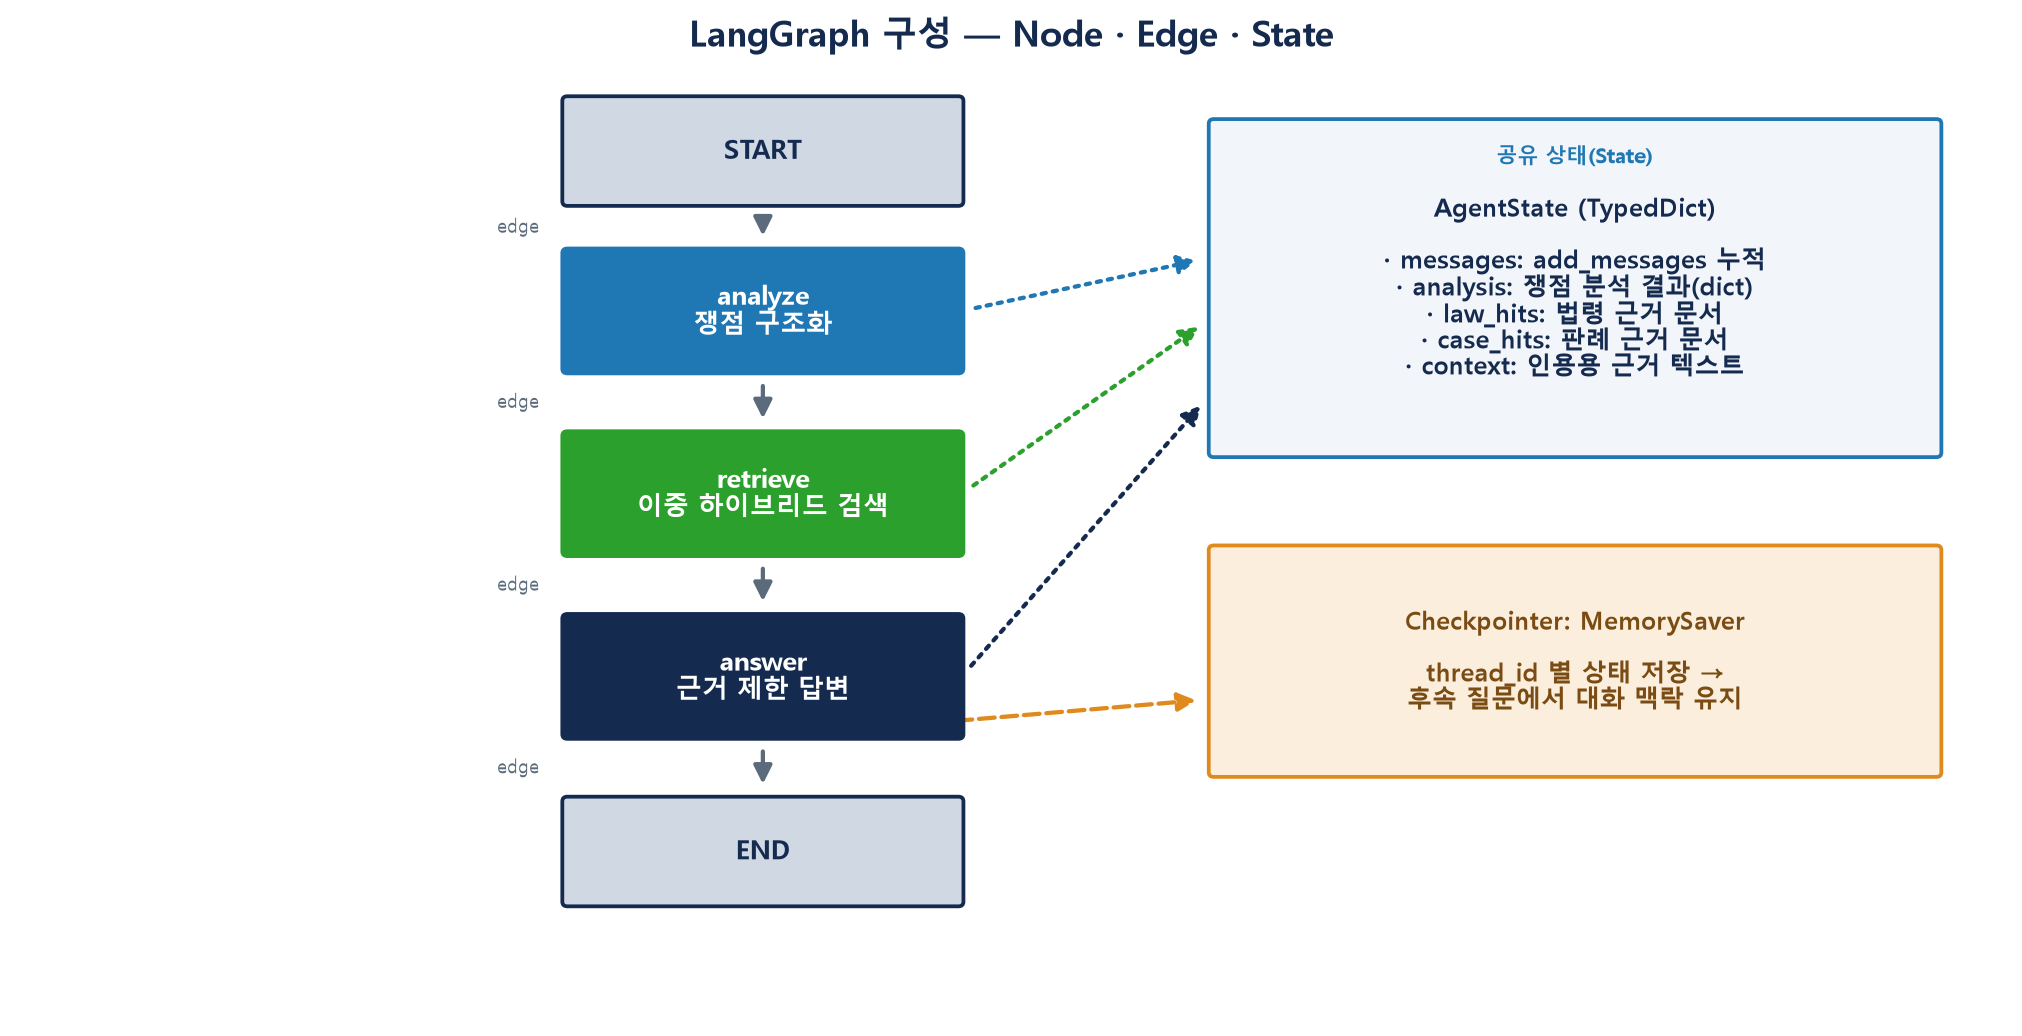 LangGraph 구성 — Node · Edge · State
START
edge
analyze
쟁점 구조화
edge
retrieve
이중 하이브리드 검색
edge
answer
근거 제한 답변
edge
END
공유 상태(State)
AgentState (TypedDict)
· messages: add_messages 누적
· analysis: 쟁점 분석 결과(dict)
· law_hits: 법령 근거 문서
· case_hits: 판례 근거 문서
· context: 인용용 근거 텍스트
Checkpointer: MemorySaver
thread_id 별 상태 저장 →
후속 질문에서 대화 맥락 유지